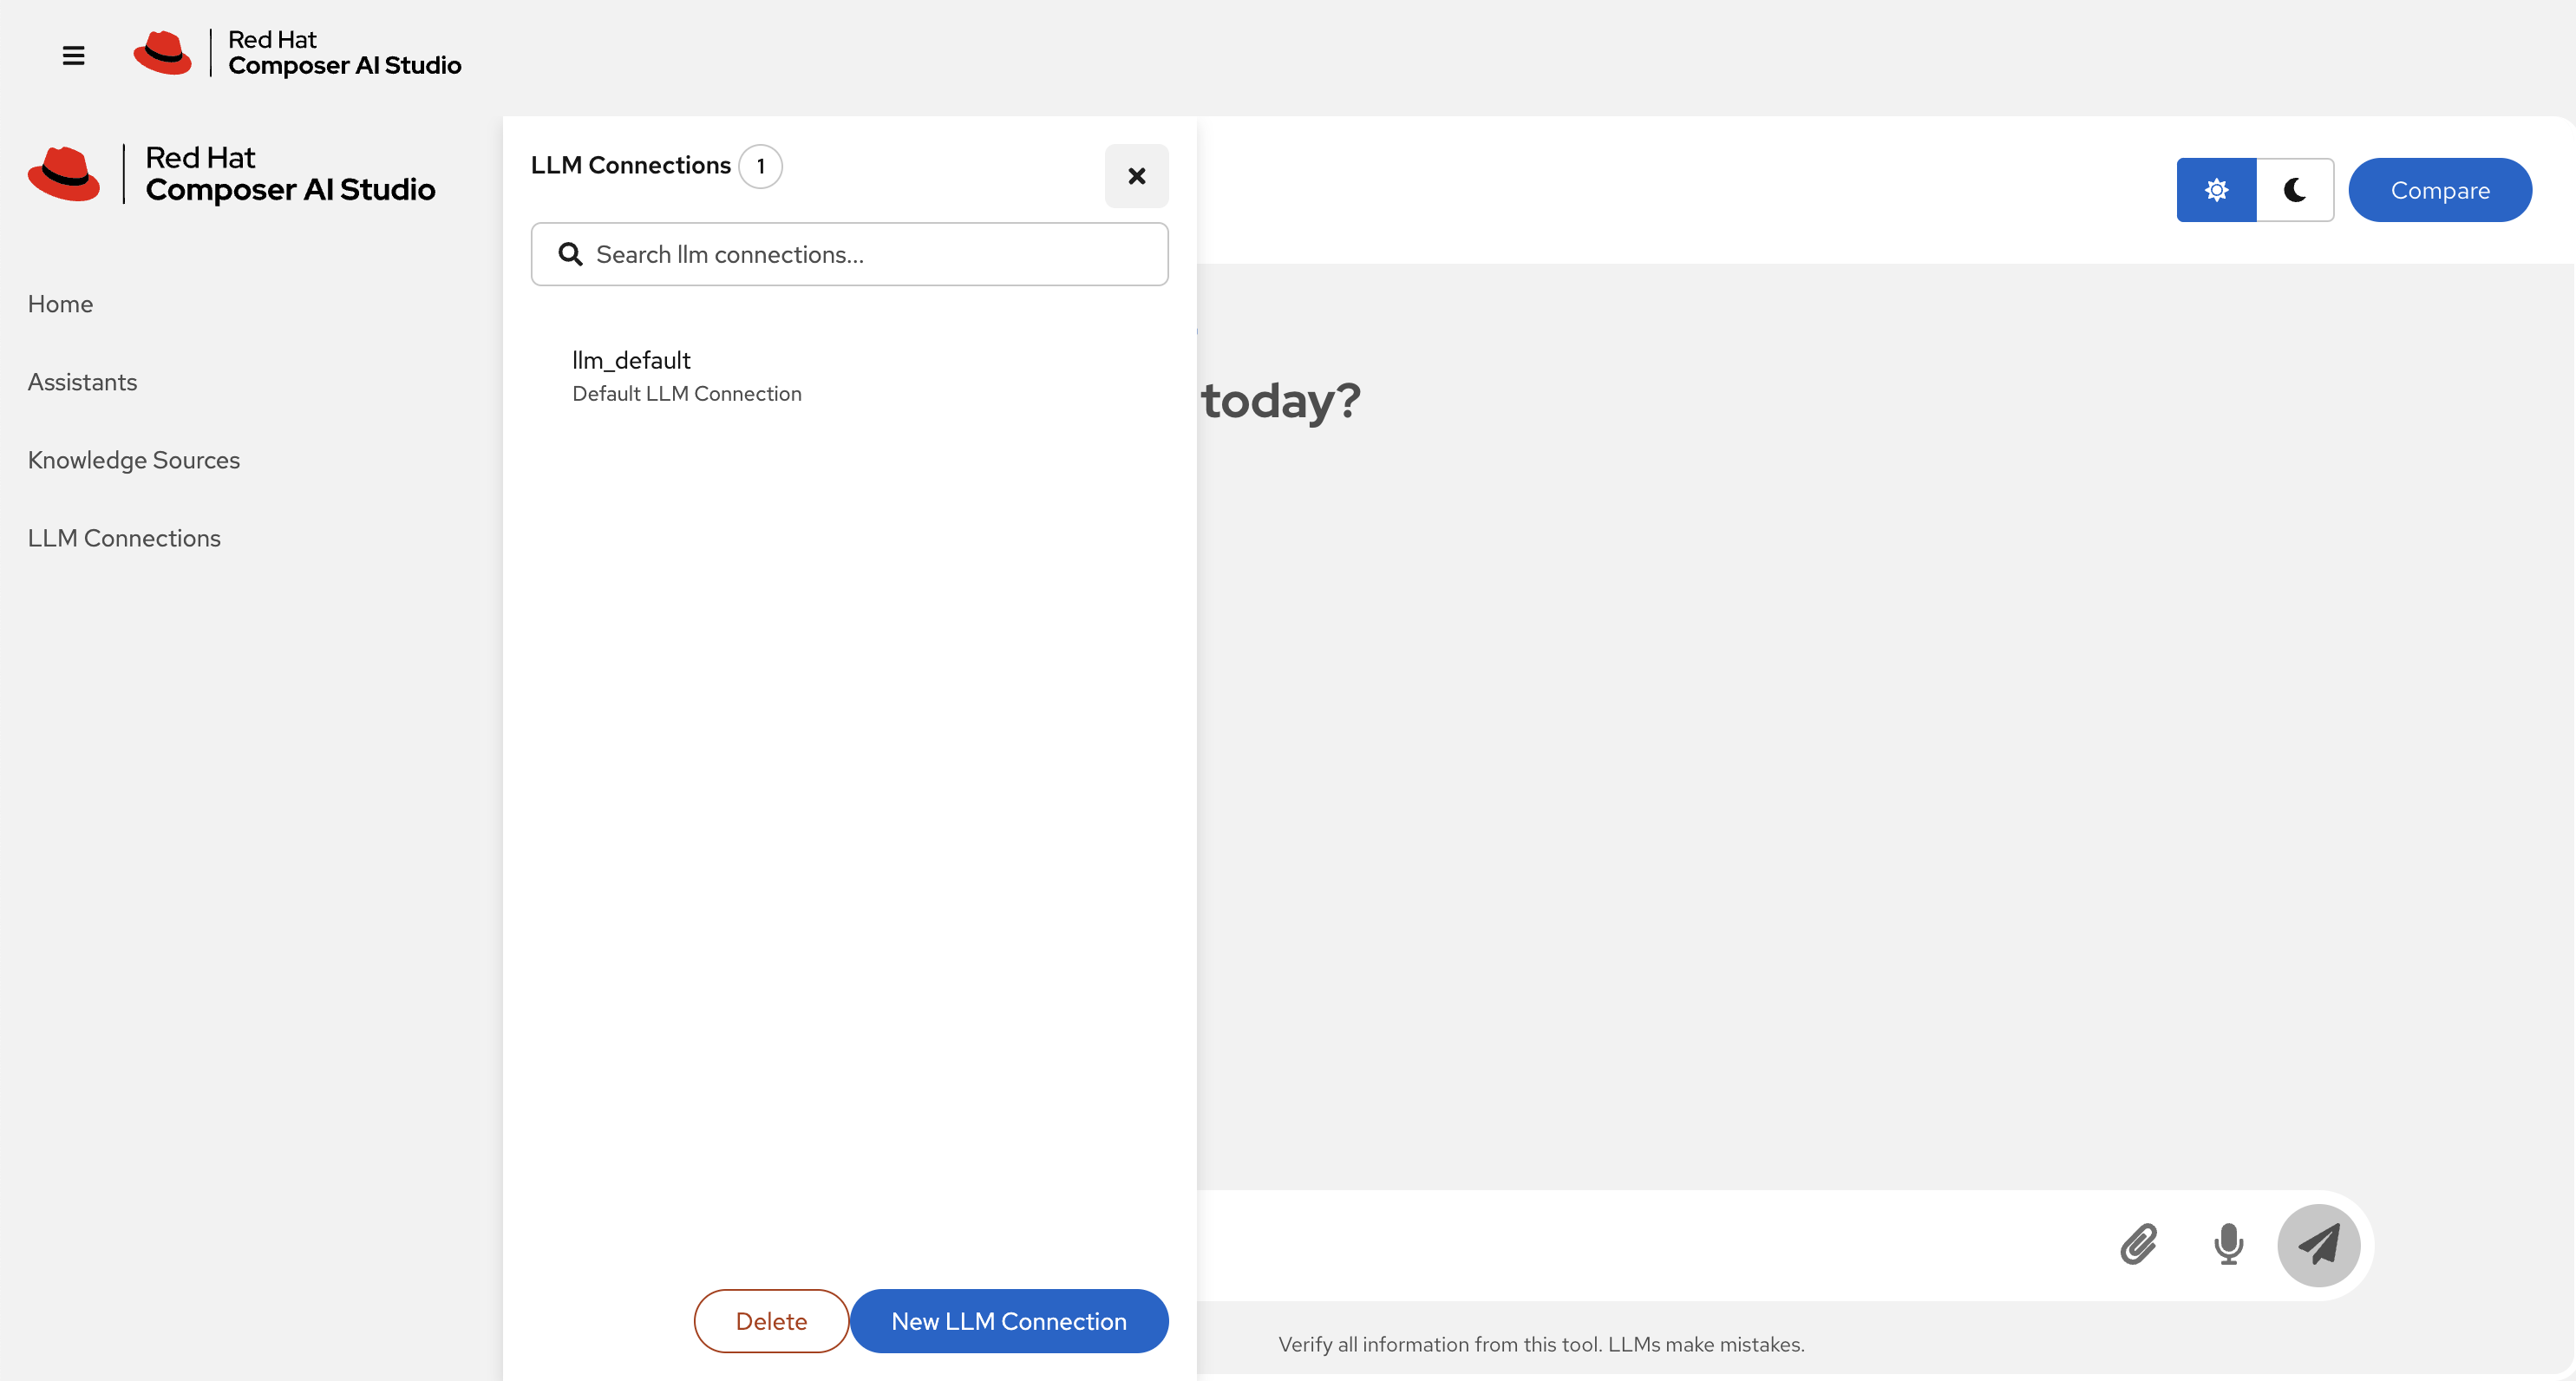 Red Hat
Composer AI Studio
Red Hat
Composer AI Studio
Home
Assistants
Knowledge Sources
LLM Connections
LLM Connections 1
Search llm connections...
llm_default
Default LLM Connection
Delete
New LLM Connection
Compare
today?
Verify all information from this tool. LLMs make mistakes.